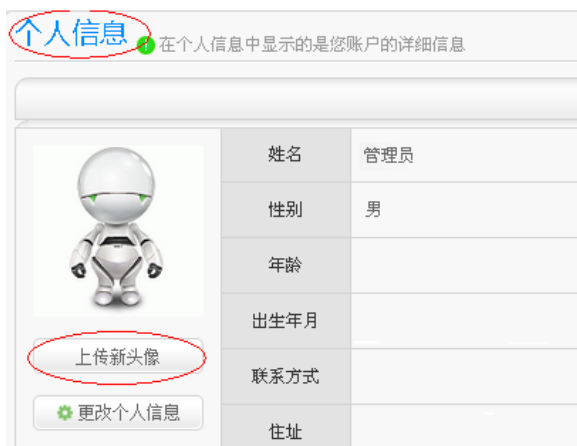 个人信息
在个人信息中显示的是您账户的详细信息
姓名 管理员
性别 男
年龄
出生年月
上传新头像
联系方式
更改个人信息
住址